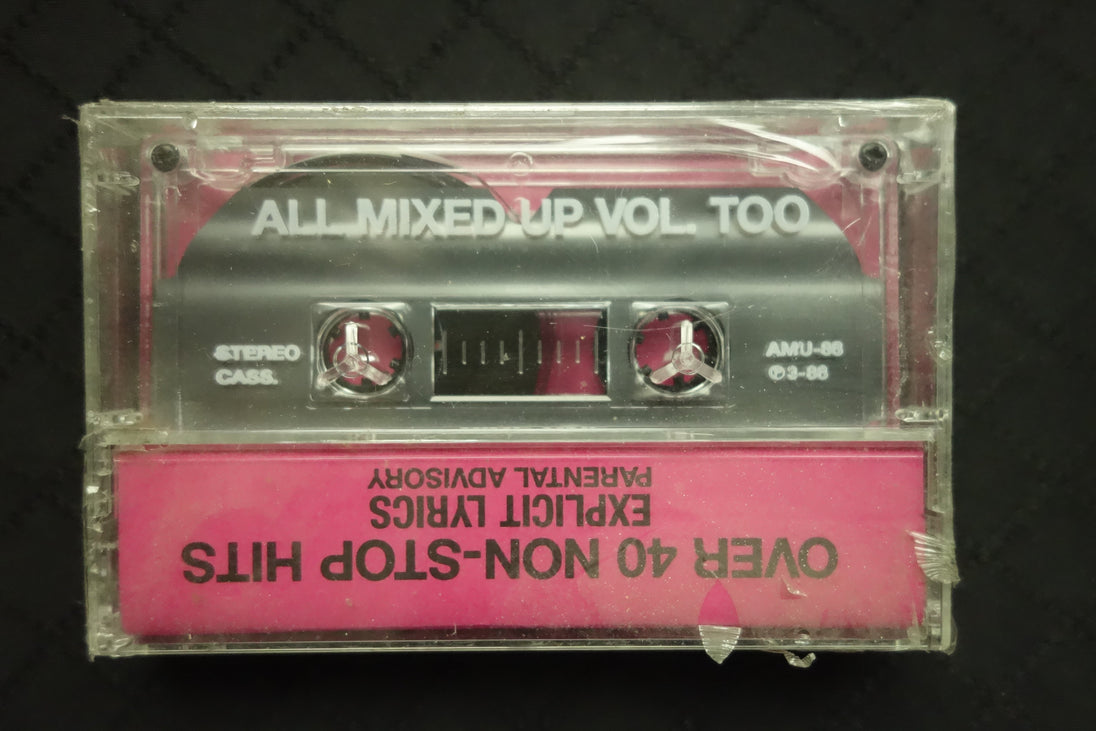 ALL MIXED UP VOL. TOO
STEREO
CASS.
AMU-88
℗ 3-88
OVER 40 NON-STOP HITS
EXPLICIT LYRICS
PARENTAL ADVISORY